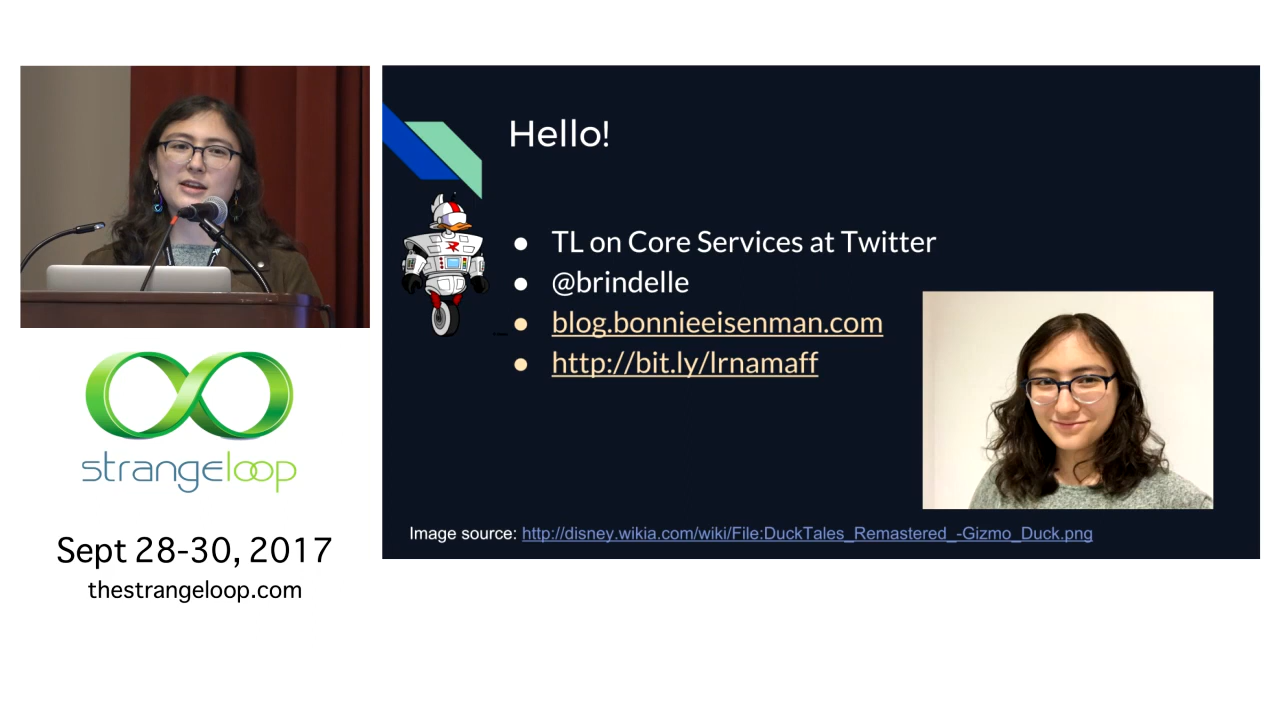 Hello!
TL on Core Services at Twitter
@brindelle
blog.bonnieeisenman.com
http://bit.ly/lrnamaff
Image source: http://disney.wikia.com/wiki/File:DuckTales_Remastered_-Gizmo_Duck.png
strangeloop
Sept 28-30, 2017
thestrangeloop.com